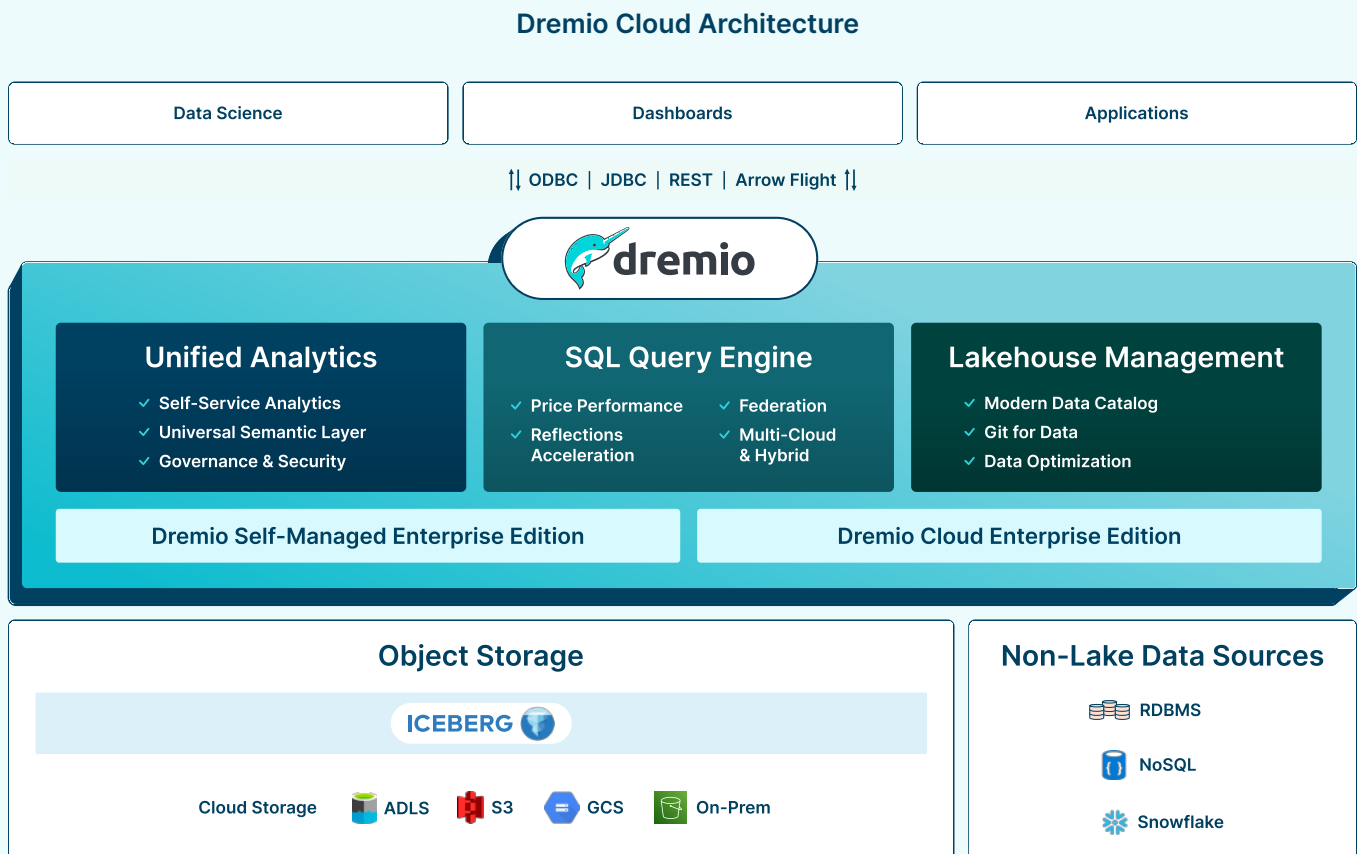 Dremio Cloud Architecture
Data Science
Dashboards
Applications
ODBC | JDBC | REST | Arrow Flight
dremio
Unified Analytics
Self-Service Analytics
Universal Semantic Layer
Governance & Security
SQL Query Engine
Price Performance
Reflections
Acceleration
Federation
Multi-Cloud
& Hybrid
Lakehouse Management
Modern Data Catalog
Git for Data
Data Optimization
Dremio Self-Managed Enterprise Edition
Dremio Cloud Enterprise Edition
Object Storage
ICEBERG
Cloud Storage ADLS S3 GCS On-Prem
Non-Lake Data Sources
RDBMS
NoSQL
Snowflake